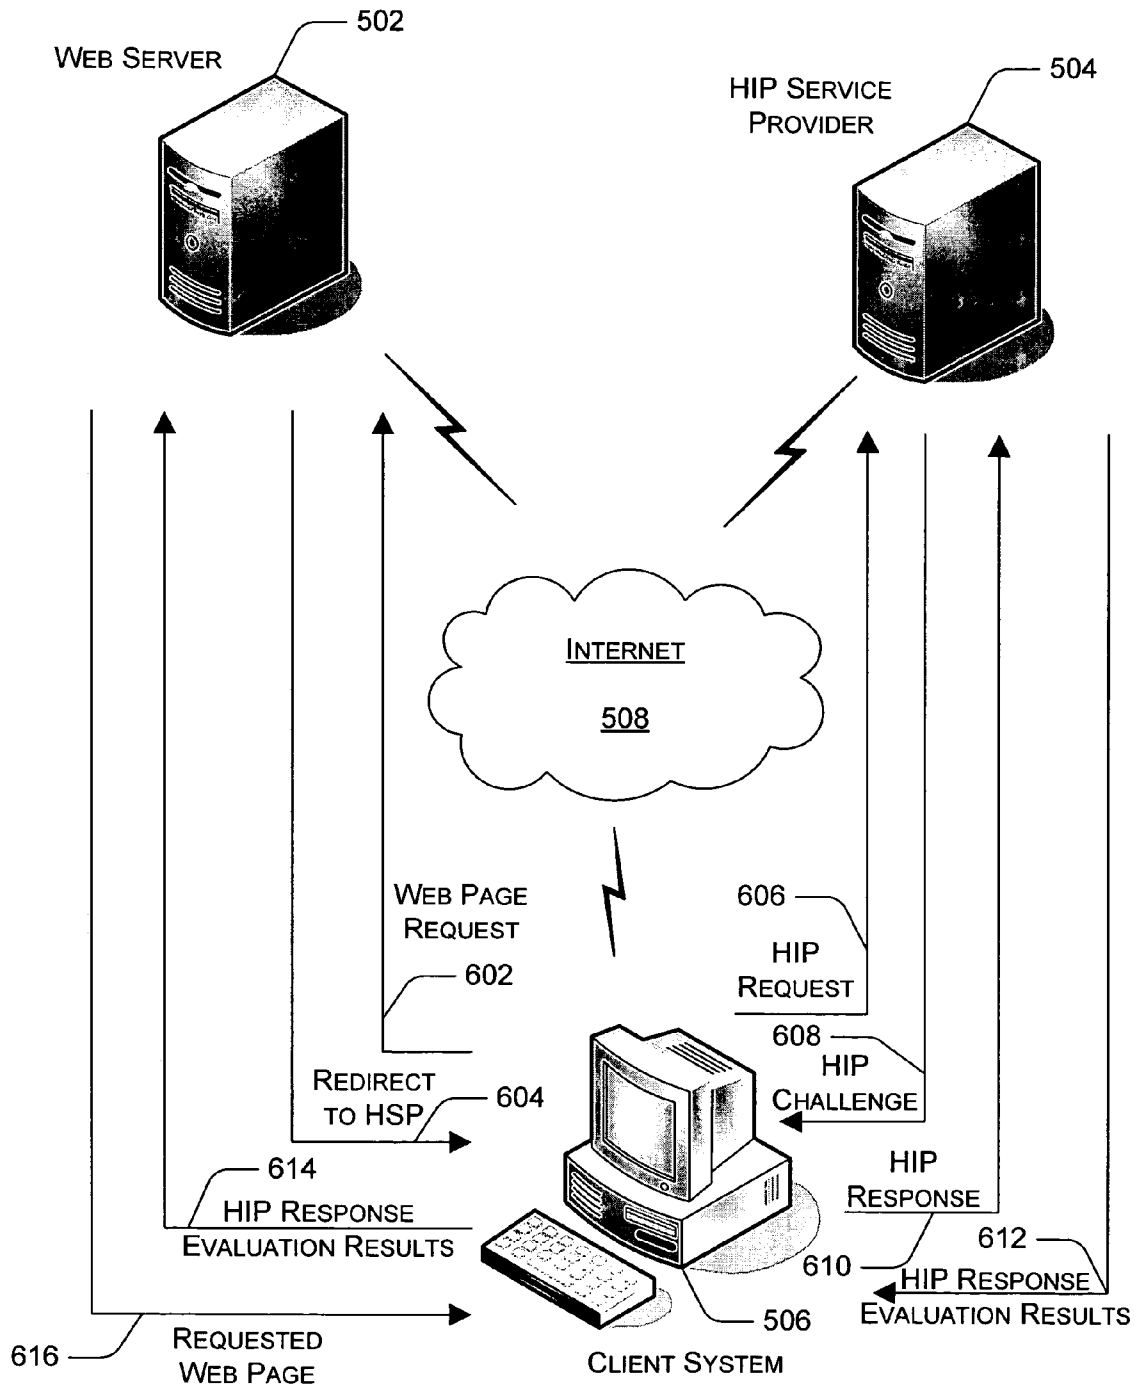 502
WEB SERVER
504
HIP SERVICE
PROVIDER
INTERNET
508
WEB PAGE
REQUEST
602
606
HIP
REQUEST
608
HIP
CHALLENGE
REDIRECT
TO HSP
604
614
HIP RESPONSE
EVALUATION RESULTS
HIP
RESPONSE
610
612
HIP RESPONSE
EVALUATION RESULTS
616
REQUESTED
WEB PAGE
506
CLIENT SYSTEM